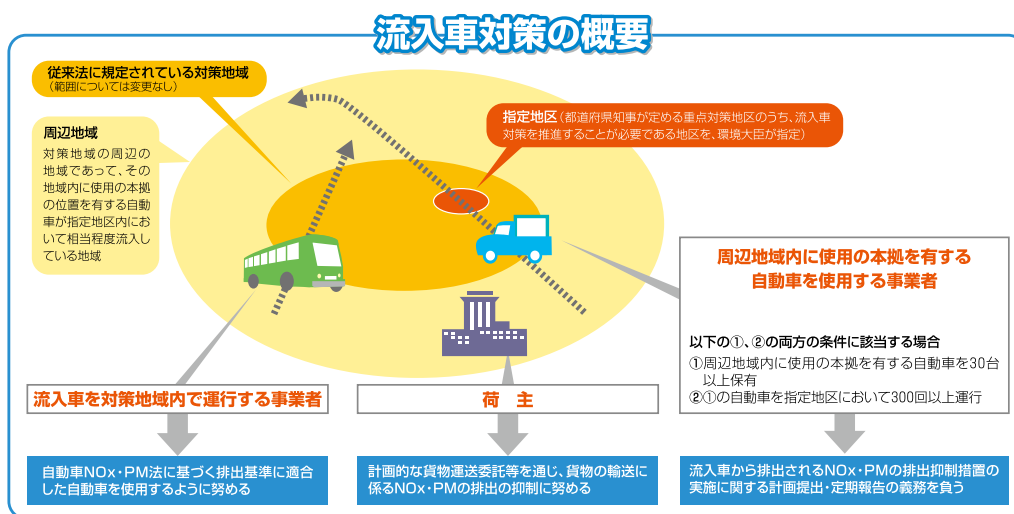 流入車対策の概要
従来法に規定されている対策地域
（範囲については変更なし）
指定地区（都道府県知事が定める重点対策地区のうち、流入車
対策を推進することが必要である地区を、環境大臣が指定）
周辺地域
対策地域の周辺の
地域であって、その
地域内に使用の本拠
の位置を有する自動
車が指定地区内にお
いて相当程度流入し
ている地域
流入車を対策地域内で運行する事業者
自動車NOx・PM法に基づく排出基準に適合
した自動車を使用するように努める
荷 主
計画的な貨物運送委託等を通じ、貨物の輸送に
係るNOx・PMの排出の抑制に努める
周辺地域内に使用の本拠を有する
自動車を使用する事業者
以下の①、②の両方の条件に該当する場合
①周辺地域内に使用の本拠を有する自動車を30台
以上保有
②①の自動車を指定地区において300回以上運行
流入車から排出されるNOx・PMの排出抑制措置の
実施に関する計画提出・定期報告の義務を負う